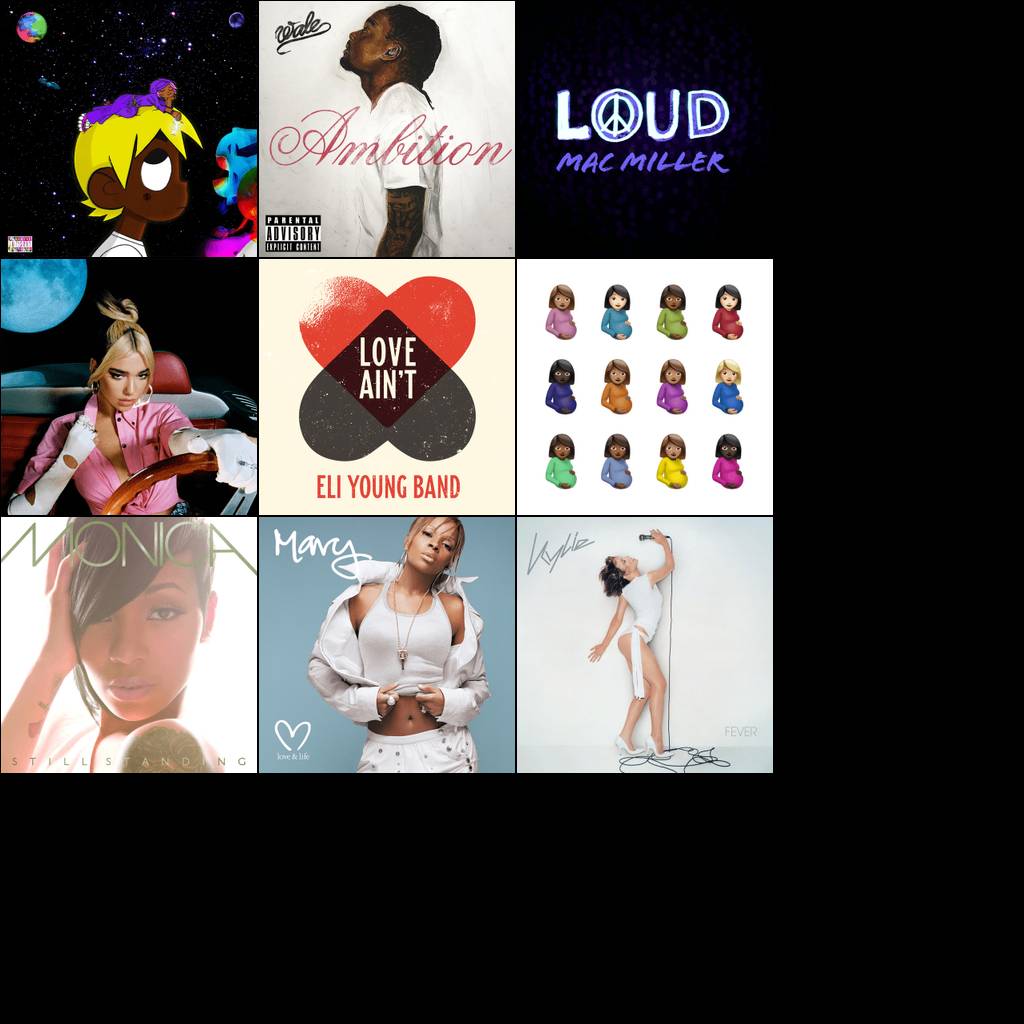 Wale
Ambition
PARENTAL
ADVISORY
EXPLICIT CONTENT
LOUD
MAC MILLER
LOVE
AIN'T
ELI YOUNG BAND
MONICA
STILL STANDING
Mary
love & life
Kylie
FEVER